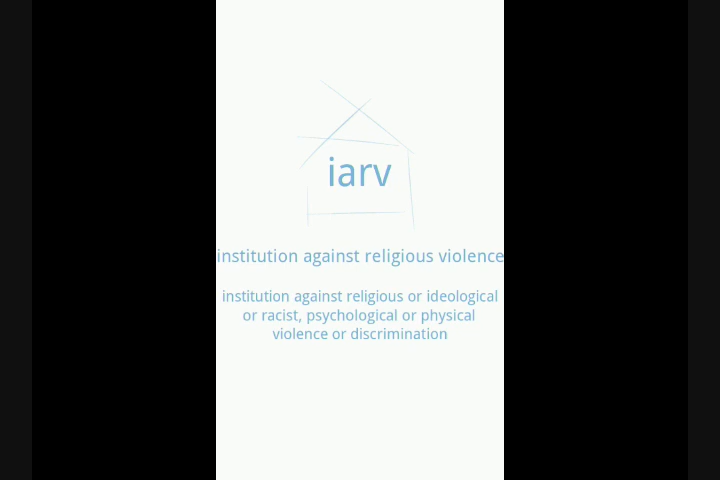 iarv
institution against religious violence
institution against religious or ideological
or racist, psychological or physical
violence or discrimination